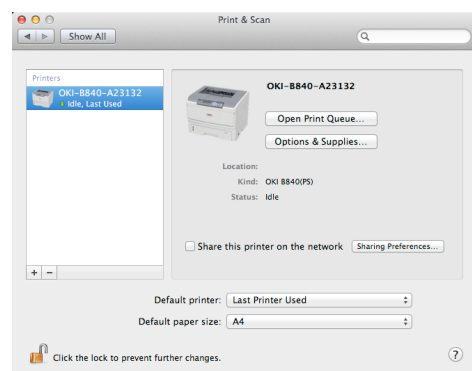 Print & Scan
Show All
Printers
OKI-B840-A23132
Idle, Last Used
OKI-B840-A23132
Open Print Queue...
Options & Supplies...
Location:
Kind: OKI B840(PS)
Status: Idle
Share this printer on the network Sharing Preferences...
+ −
Default printer: Last Printer Used
Default paper size: A4
Click the lock to prevent further changes.
?